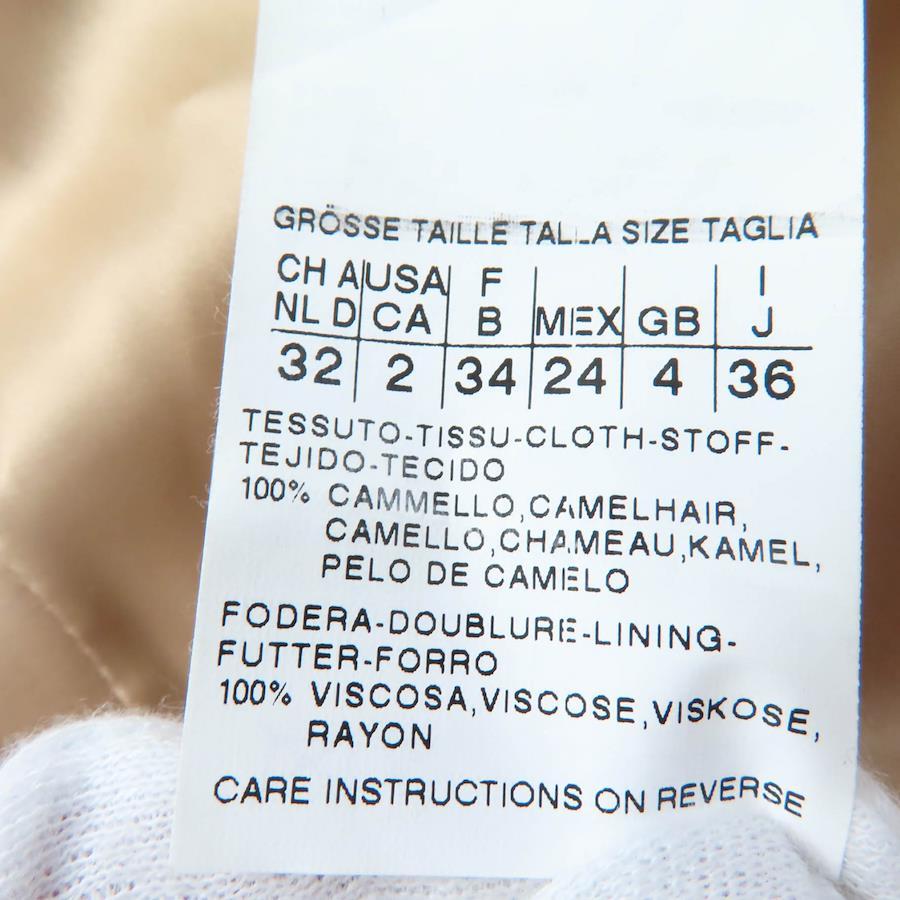 GRÖSSE TAILLE TALLA SIZE TAGLIA
CH A USA F I
NL D CA B MEX GB J
32 2 34 24 4 36
TESSUTO-TISSU-CLOTH-STOFF-
TEJIDO-TECIDO
100% CAMMELLO,CAMELHAIR,
CAMELLO,CHAMEAU,KAMEL,
PELO DE CAMELO
FODERA-DOUBLURE-LINING-
FUTTER-FORRO
100% VISCOSA,VISCOSE,VISKOSE,
RAYON
CARE INSTRUCTIONS ON REVERSE